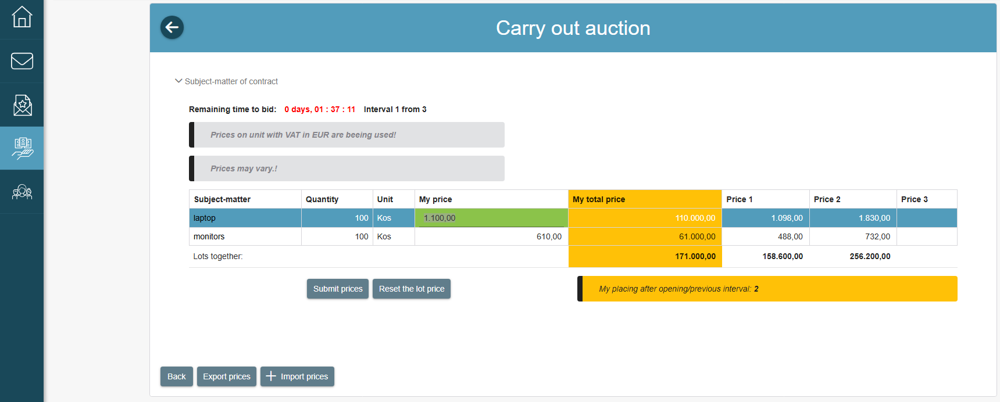 Carry out auction
Subject-matter of contract
Remaining time to bid: 0 days, 01 : 37 : 11 Interval 1 from 3
Prices on unit with VAT in EUR are beeing used!
Prices may vary.!
Subject-matter Quantity Unit My price My total price Price 1 Price 2 Price 3
laptop 100 Kos 1.100,00 110.000,00 1.098,00 1.830,00
monitors 100 Kos 610,00 61.000,00 488,00 732,00
Lots together: 171.000,00 158.600,00 256.200,00
Submit prices Reset the lot price My placing after opening/previous interval: 2
Back Export prices Import prices